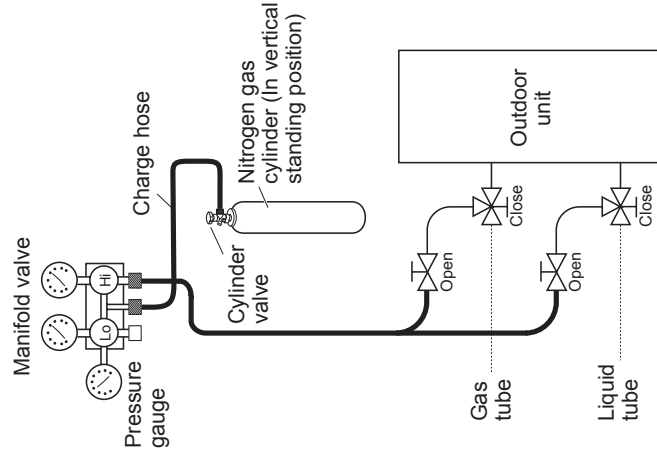 Manifold valve
Pressure
gauge
Lo
Hi
Charge hose
Cylinder
valve
Nitrogen gas
cylinder (In vertical
standing position)
Open
Close
Gas
tube
Outdoor
unit
Open
Close
Liquid
tube